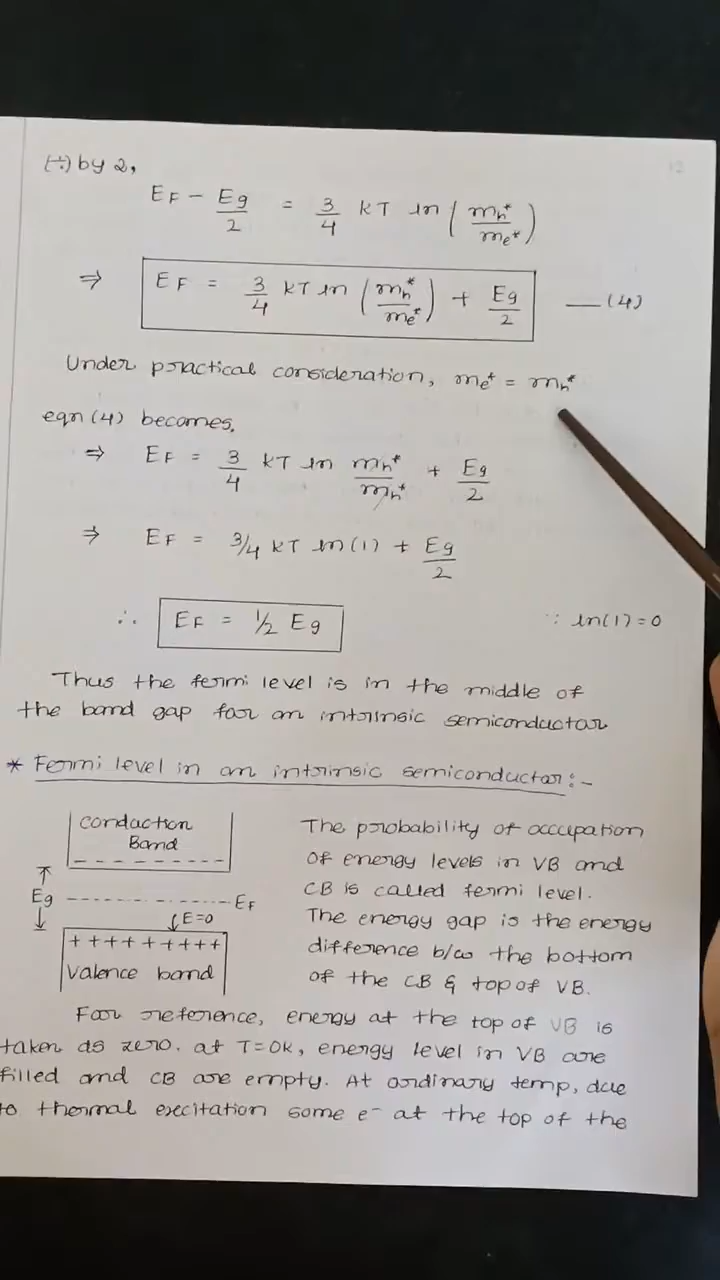 (÷) by 2,
EF - Eg/2 = 3/4 KT ln (mh*/me*)
⇒ EF = 3/4 KT ln (mh*/me*) + Eg/2 —(4)
Under practical consideration, me* = mh*
eqn (4) becomes,
⇒ EF = 3/4 KT ln mh*/mh* + Eg/2
⇒ EF = 3/4 KT ln(1) + Eg/2
∴ EF = 1/2 Eg ∵ ln(1)=0
Thus the fermi level is in the middle of
the band gap for an intrinsic semiconductor
* Fermi level in an intrinsic semiconductor:-
Conduction
Band
Eg
EF
E=0
+ + + + + + + + +
Valence band
The probability of occupation
of energy levels in VB and
CB is called fermi level.
The energy gap is the energy
difference b/w the bottom
of the CB & top of VB.
For reference, energy at the top of VB is
taken as zero. at T=0K, energy level in VB are
filled and CB are empty. At ordinary temp, due
to thermal excitation some e- at the top of the